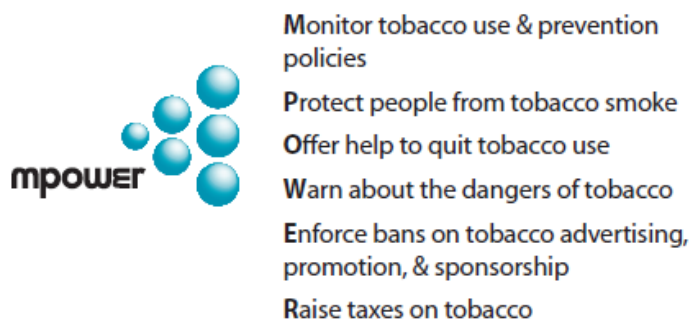 mpower
Monitor tobacco use & prevention
policies
Protect people from tobacco smoke
Offer help to quit tobacco use
Warn about the dangers of tobacco
Enforce bans on tobacco advertising,
promotion, & sponsorship
Raise taxes on tobacco